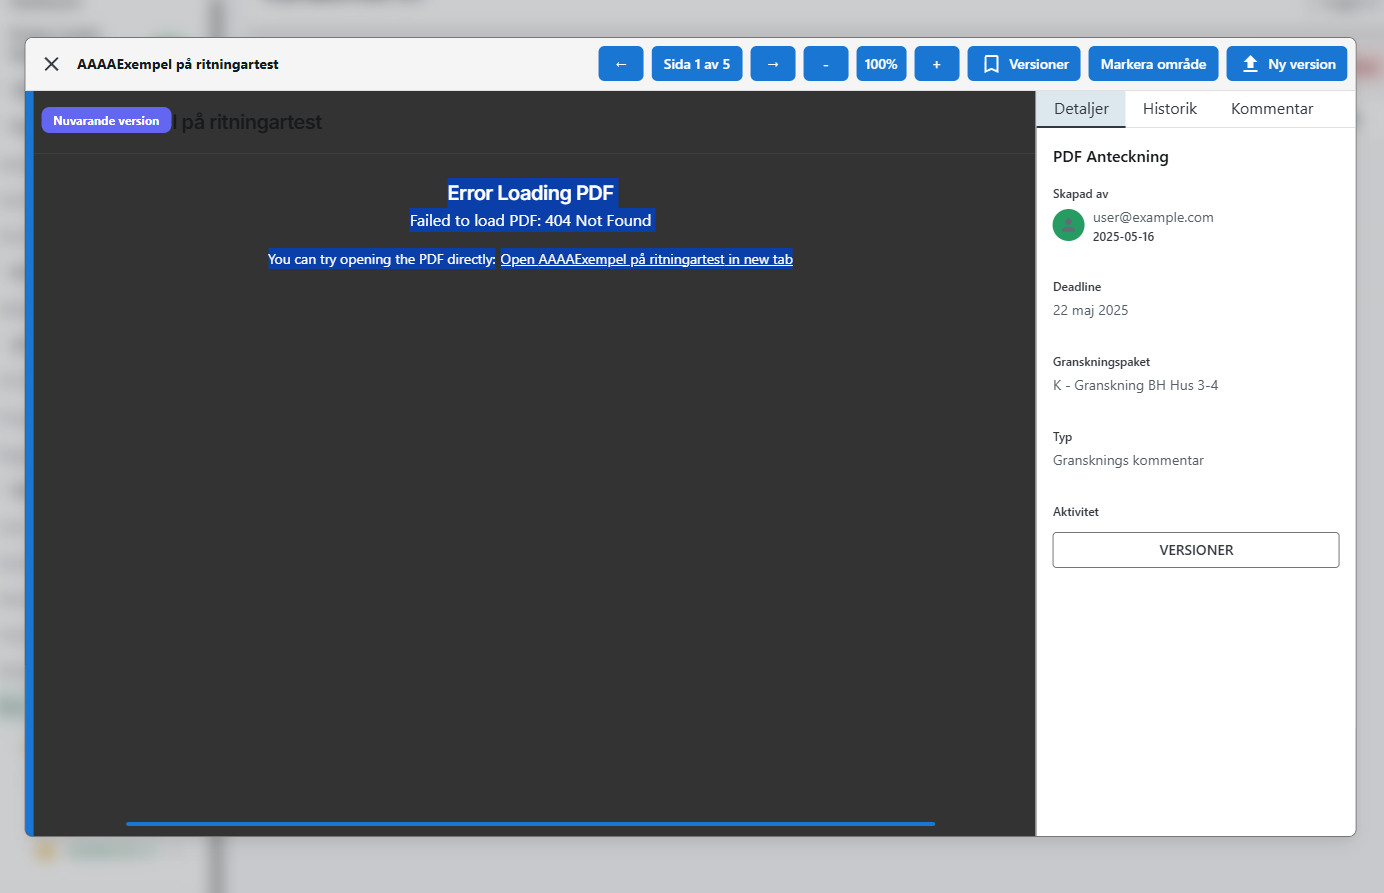 AAAAExempel på ritningartest
←
Sida 1 av 5
→
-
100%
+
Versioner
Markera område
Ny version
Nuvarande version
på ritningartest
Error Loading PDF
Failed to load PDF: 404 Not Found
You can try opening the PDF directly: Open AAAAExempel på ritningartest in new tab
Detaljer
Historik
Kommentar
PDF Anteckning
Skapad av
user@example.com
2025-05-16
Deadline
22 maj 2025
Granskningspaket
K - Granskning BH Hus 3-4
Typ
Gransknings kommentar
Aktivitet
VERSIONER